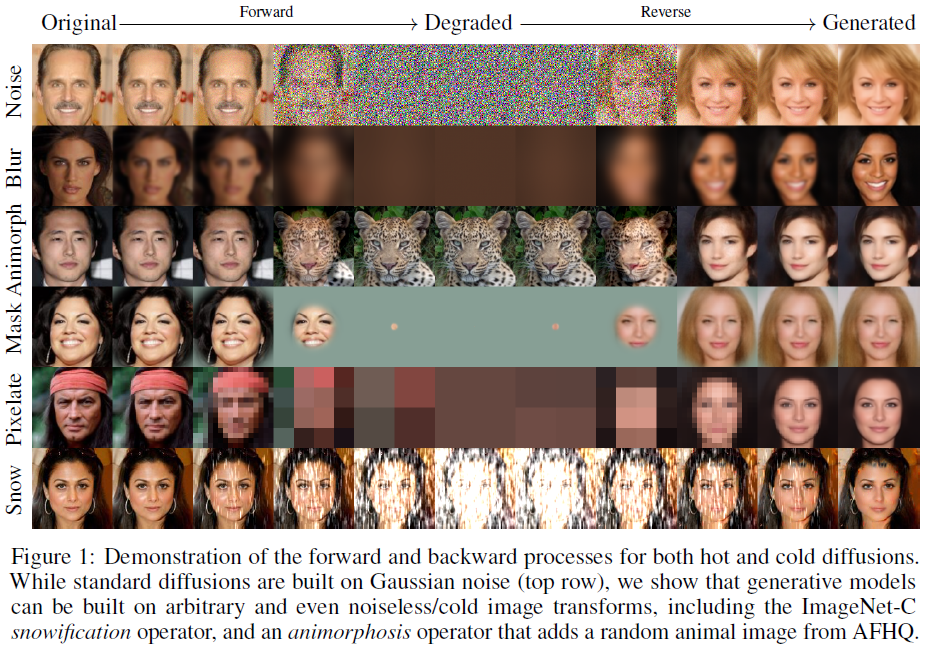 Forward Reverse
Original Degraded Generated
Noise
Blur
Animorph
Mask
Pixelate
Snow
Figure 1: Demonstration of the forward and backward processes for both hot and cold diffusions.
While standard diffusions are built on Gaussian noise (top row), we show that generative models
can be built on arbitrary and even noiseless/cold image transforms, including the ImageNet-C
snowification operator, and an animorphosis operator that adds a random animal image from AFHQ.